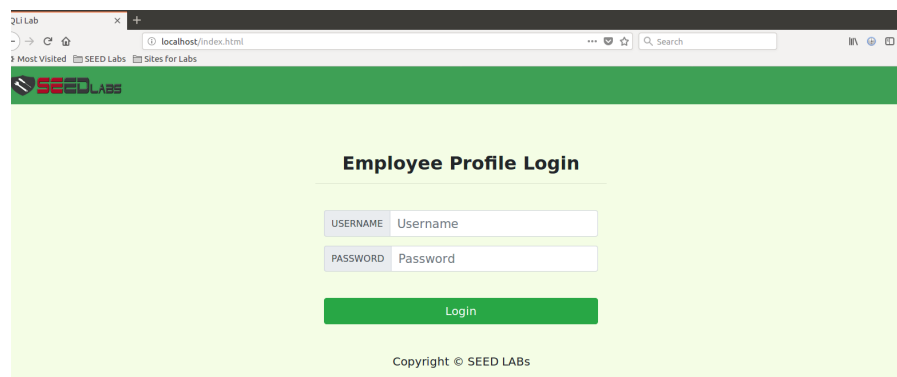 QLi Lab
localhost/index.html
Search
Most Visited SEED Labs Sites for Labs
SEEDLABS
Employee Profile Login
USERNAME Username
PASSWORD Password
Login
Copyright © SEED LABs